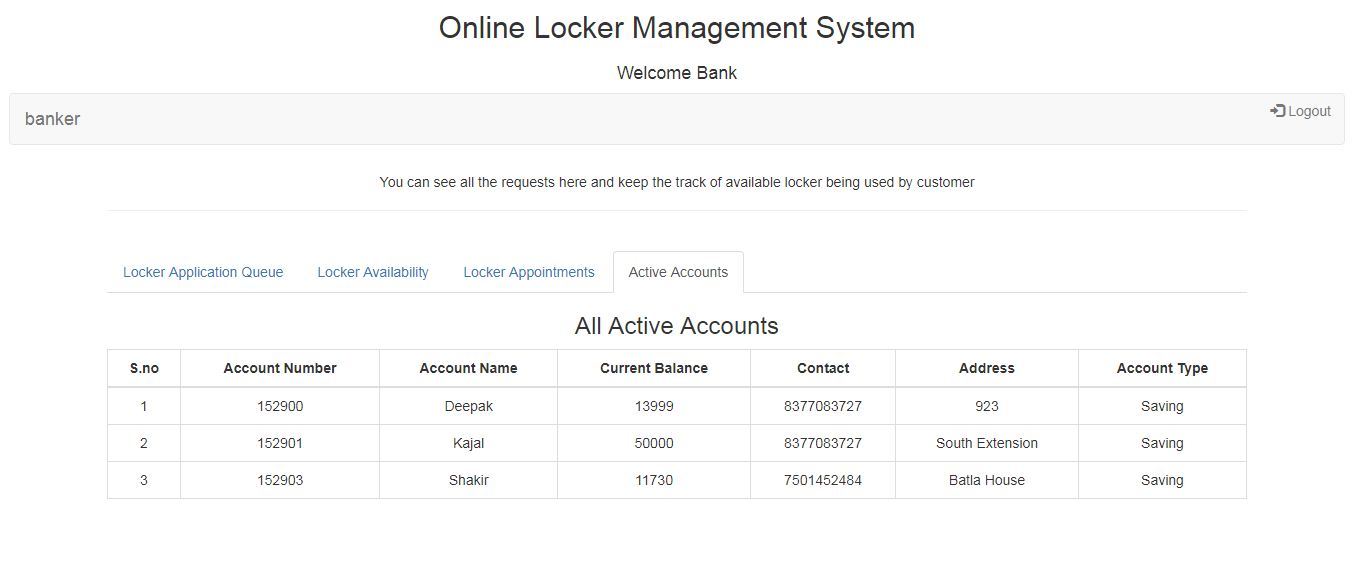 Online Locker Management System
Welcome Bank
banker Logout
You can see all the requests here and keep the track of available locker being used by customer
Locker Application Queue Locker Availability Locker Appointments Active Accounts
All Active Accounts
S.no Account Number Account Name Current Balance Contact Address Account Type
1 152900 Deepak 13999 8377083727 923 Saving
2 152901 Kajal 50000 8377083727 South Extension Saving
3 152903 Shakir 11730 7501452484 Batla House Saving